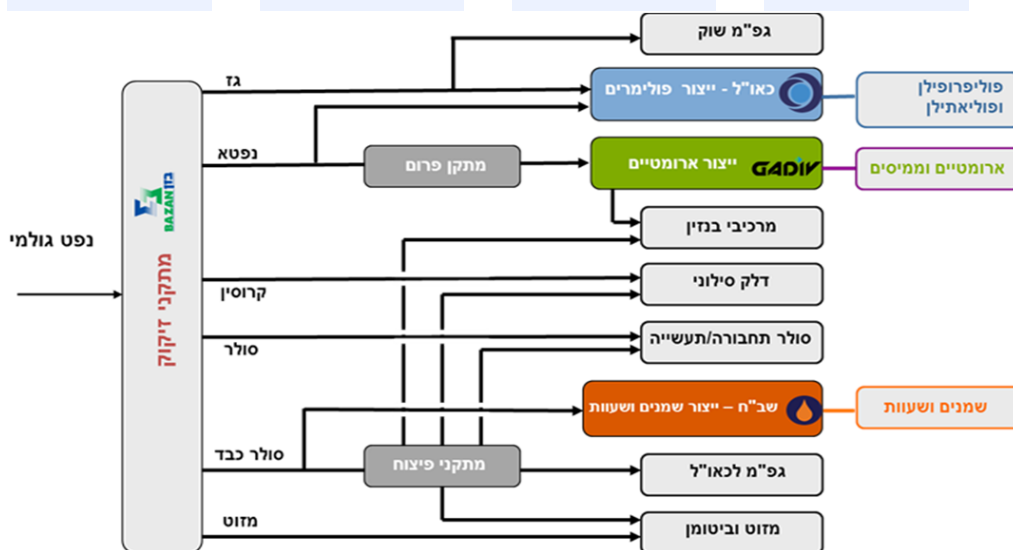 גפ"מ שוק
גז
כאו"ל - ייצור פולימרים
פוליפרופילן
ופוליאתילן
נפטא
מתקן פרום
ייצור ארומטיים
GADIV
ארומטיים וממיסים
בזן
BAZAN
מרכיבי בנזין
נפט גולמי
מתקני זיקוק
דלק סילוני
קרוסין
סולר תחבורה/תעשייה
סולר
שב"ח – ייצור שמנים ושעוות
שמנים ושעוות
סולר כבד
מתקני פיצוח
גפ"מ לכאו"ל
מזוט
מזוט וביטומן